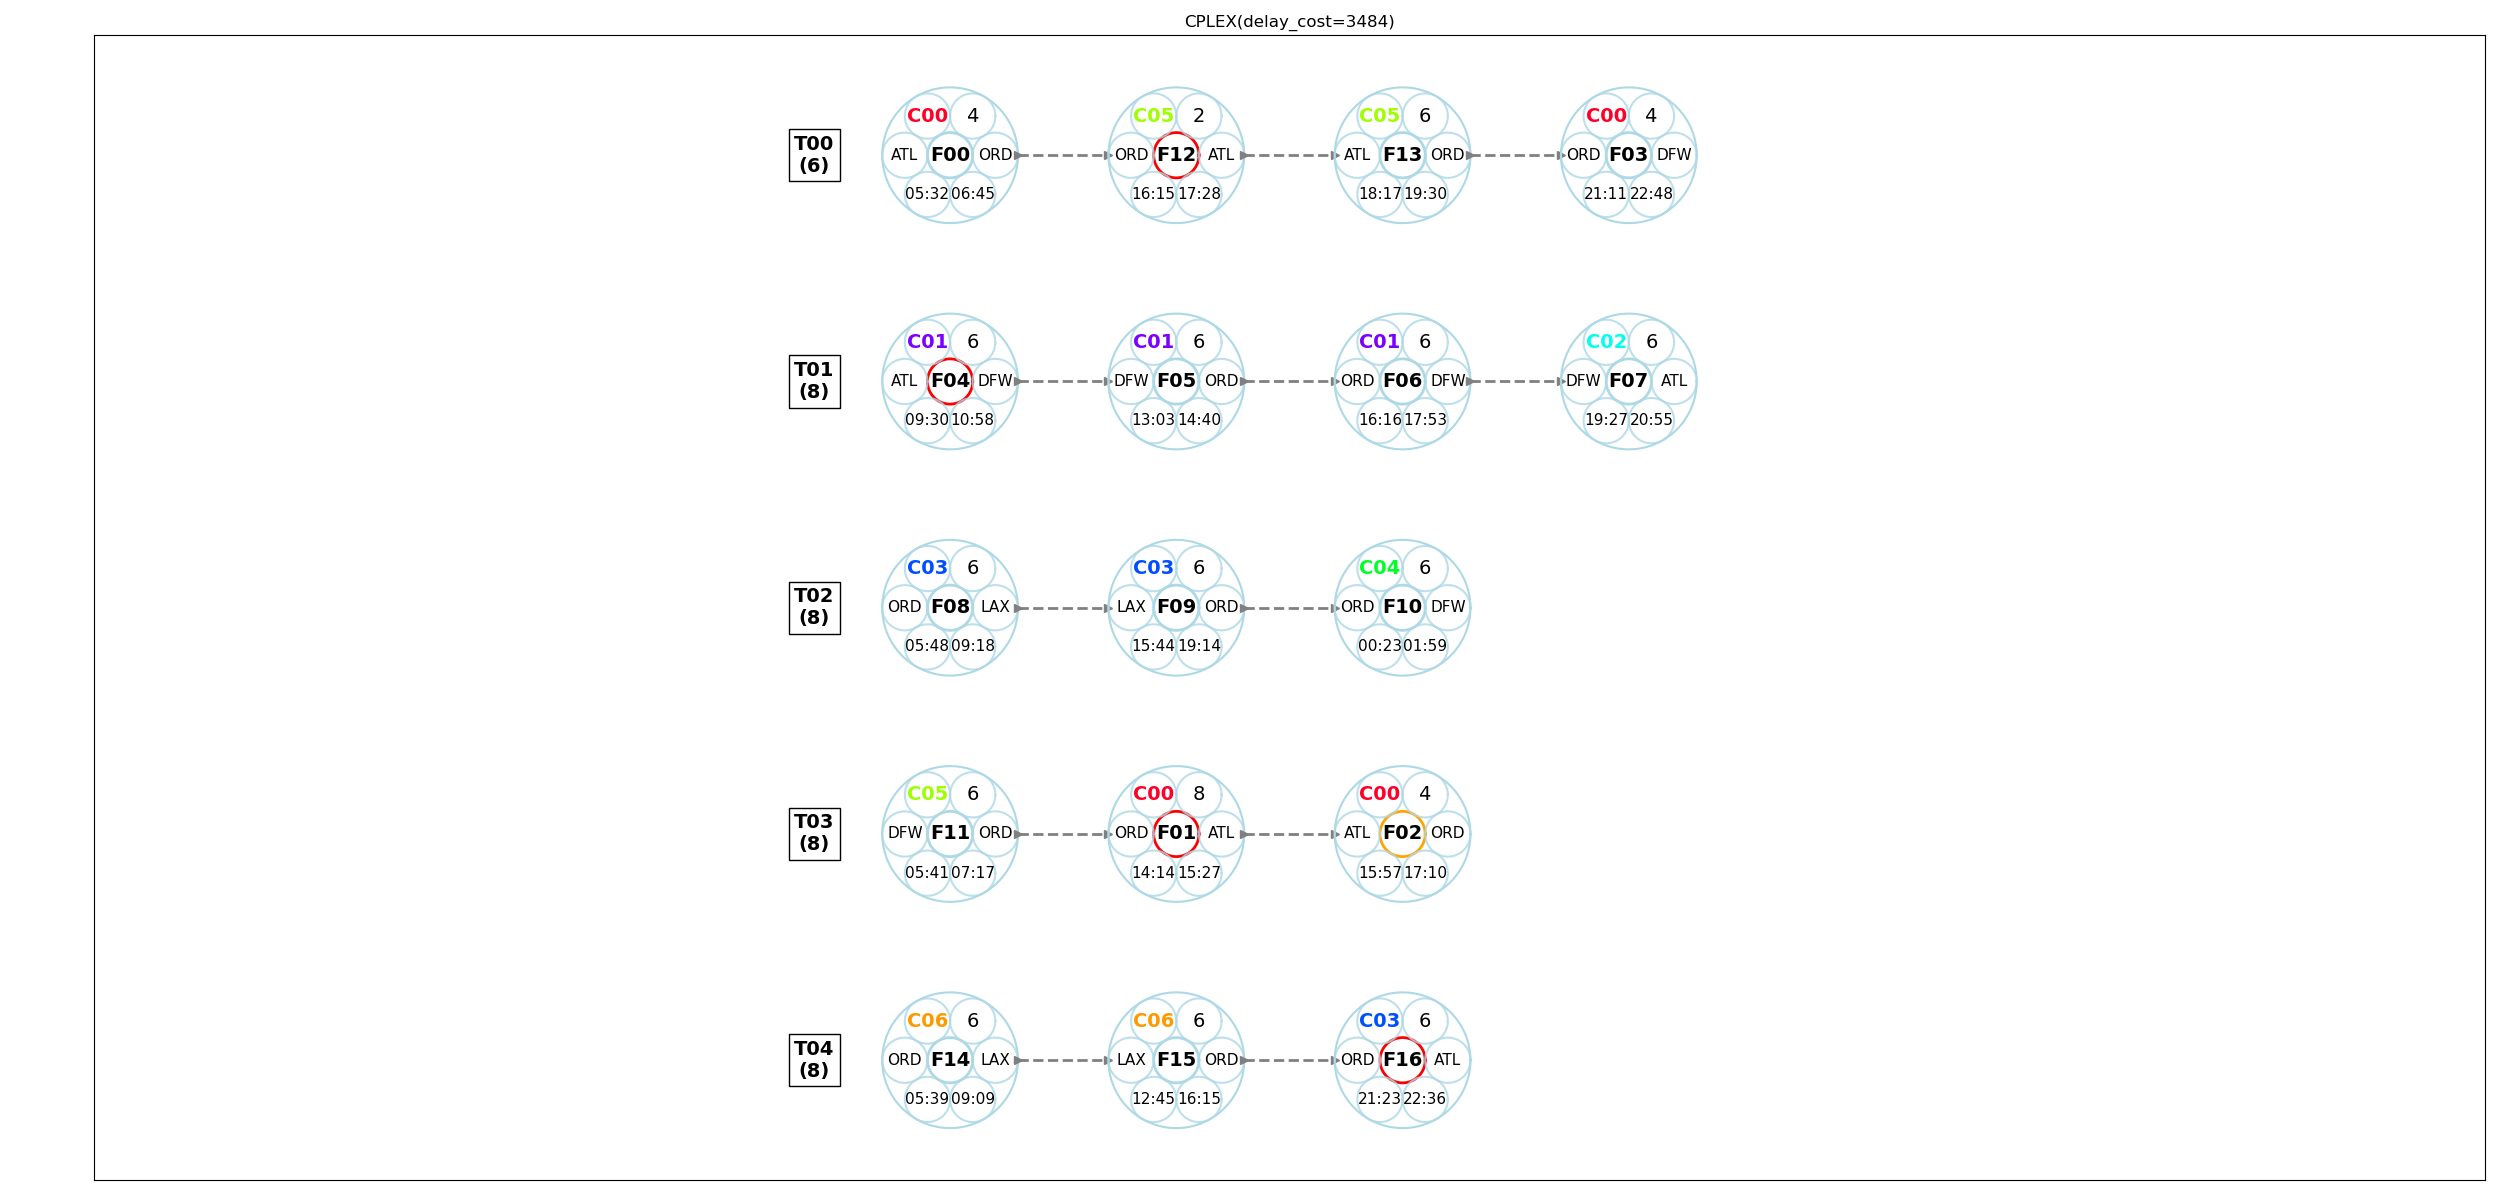 CPLEX(delay_cost=3484)
T00
(6)
C00 4
ATL F00 ORD
05:32 06:45
C05 2
ORD F12 ATL
16:15 17:28
C05 6
ATL F13 ORD
18:17 19:30
C00 4
ORD F03 DFW
21:11 22:48
T01
(8)
C01 6
ATL F04 DFW
09:30 10:58
C01 6
DFW F05 ORD
13:03 14:40
C01 6
ORD F06 DFW
16:16 17:53
C02 6
DFW F07 ATL
19:27 20:55
T02
(8)
C03 6
ORD F08 LAX
05:48 09:18
C03 6
LAX F09 ORD
15:44 19:14
C04 6
ORD F10 DFW
00:23 01:59
T03
(8)
C05 6
DFW F11 ORD
05:41 07:17
C00 8
ORD F01 ATL
14:14 15:27
C00 4
ATL F02 ORD
15:57 17:10
T04
(8)
C06 6
ORD F14 LAX
05:39 09:09
C06 6
LAX F15 ORD
12:45 16:15
C03 6
ORD F16 ATL
21:23 22:36